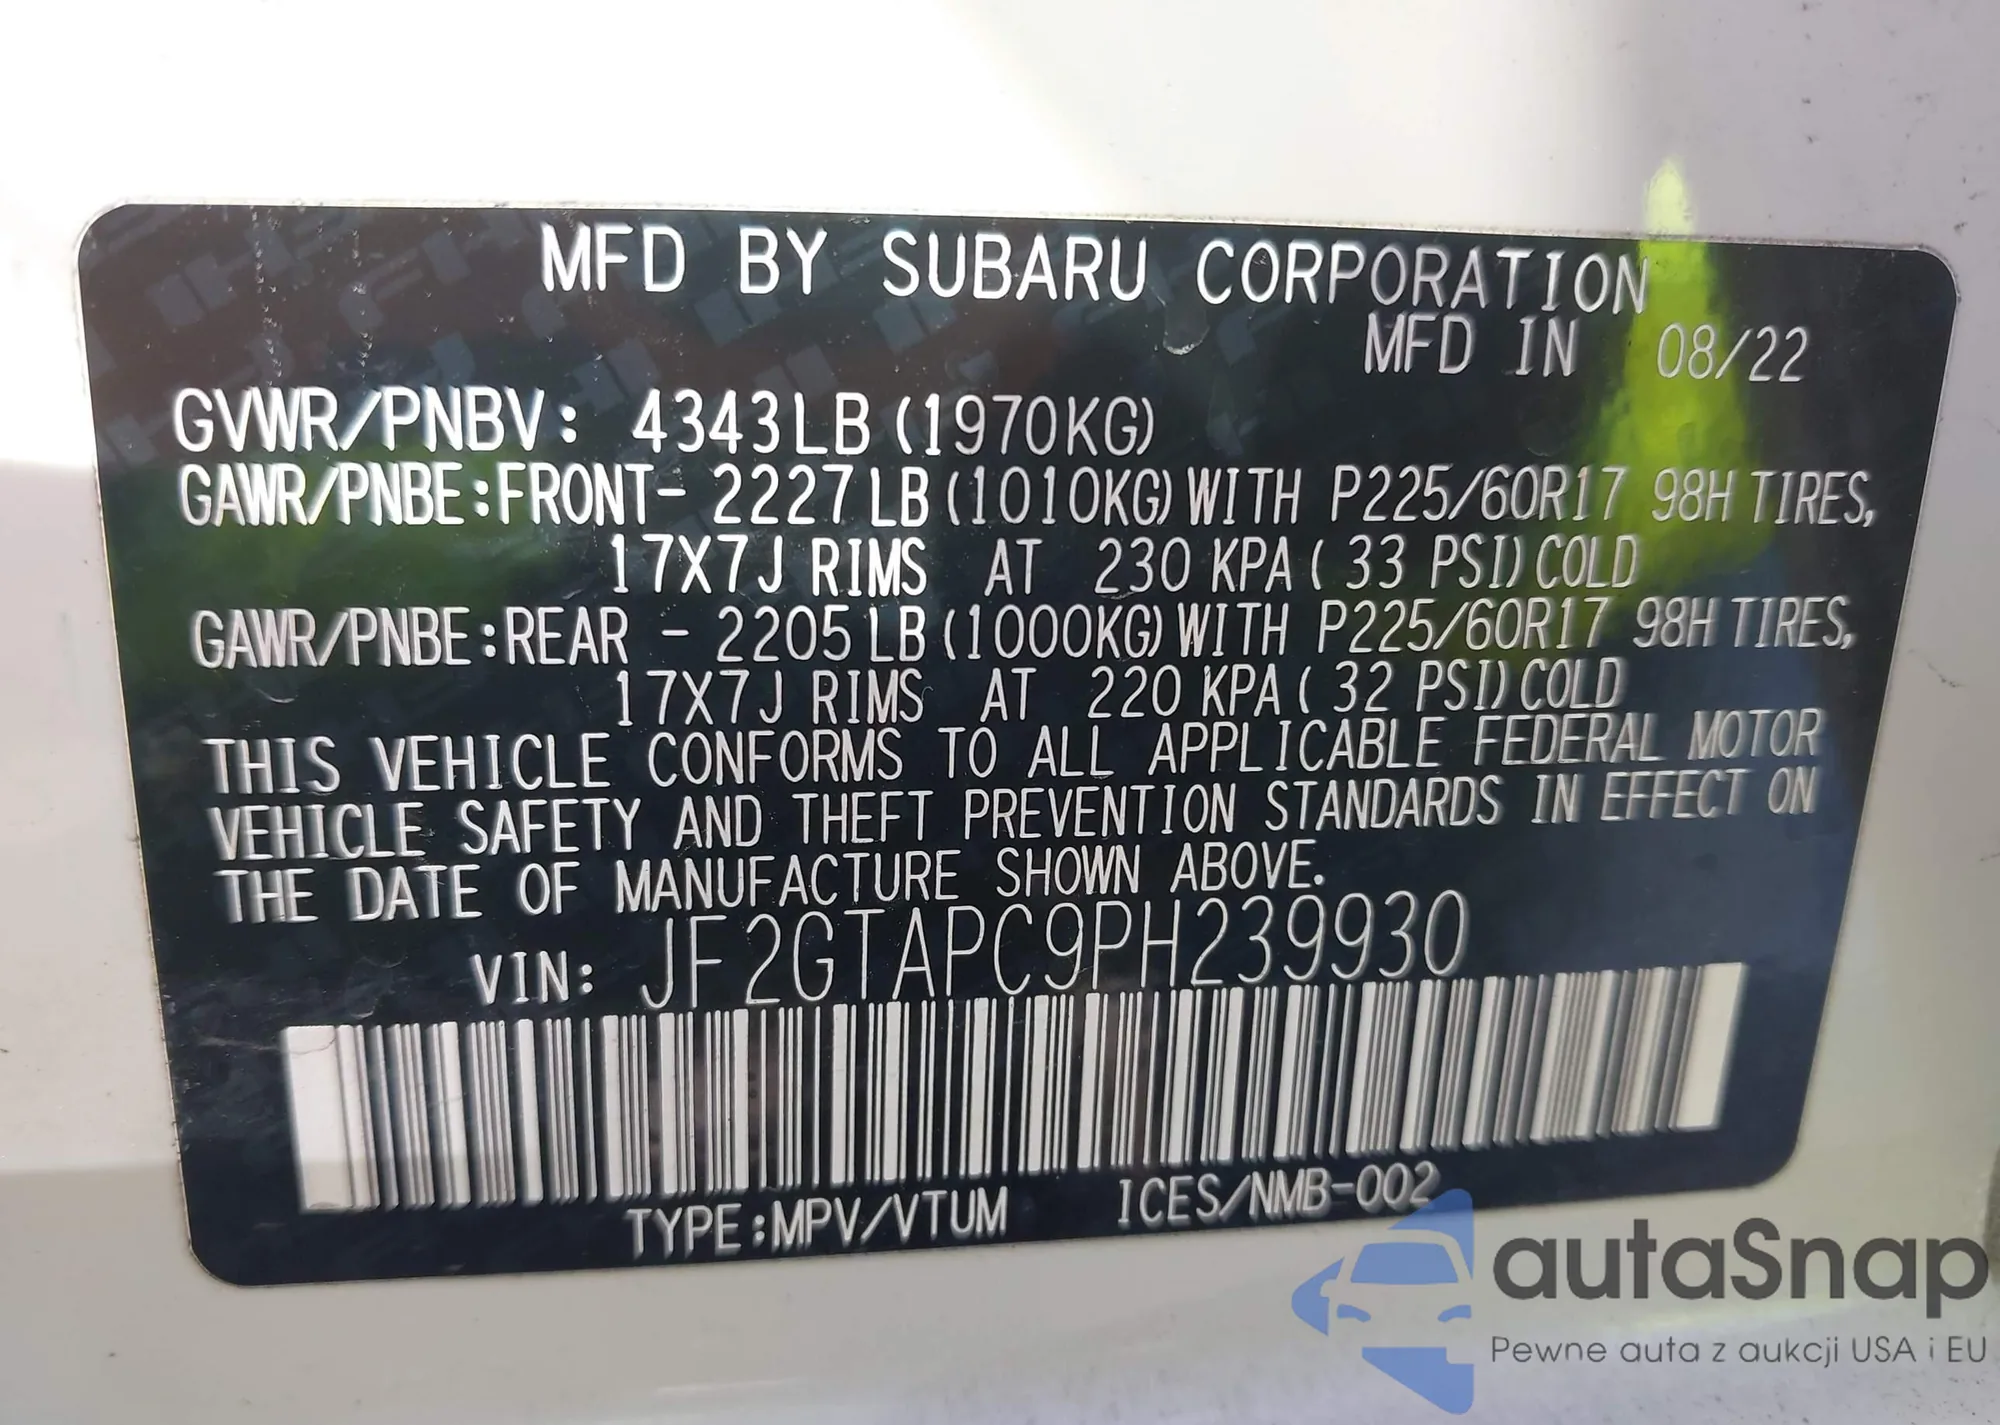 MFD BY SUBARU CORPORATION
MFD IN 08/22
GVWR/PNBV: 4343LB (1970KG)
GAWR/PNBE:FRONT- 2227LB (1010KG) WITH P225/60R17 98H TIRES,
17X7J RIMS AT 230 KPA ( 33 PSI) COLD
GAWR/PNBE:REAR - 2205LB (1000KG) WITH P225/60R17 98H TIRES,
17X7J RIMS AT 220 KPA ( 32 PSI) COLD
THIS VEHICLE CONFORMS TO ALL APPLICABLE FEDERAL MOTOR
VEHICLE SAFETY AND THEFT PREVENTION STANDARDS IN EFFECT ON
THE DATE OF MANUFACTURE SHOWN ABOVE.
VIN: JF2GTAPC9PH239930
TYPE:MPV/VTUM ICES/NMB-002
autaSnap
Pewne auta z aukcji USA i EU